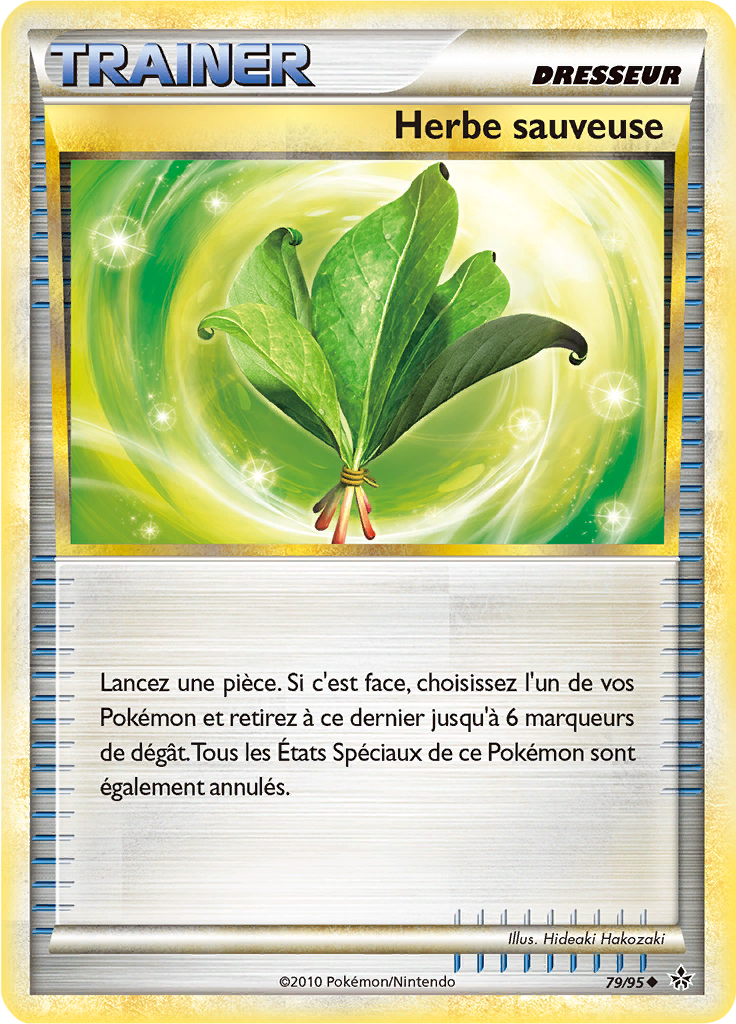 TRAINER
DRESSEUR
Herbe sauveuse
Lancez une pièce. Si c'est face, choisissez l'un de vos
Pokémon et retirez à ce dernier jusqu'à 6 marqueurs
de dégât.Tous les États Spéciaux de ce Pokémon sont
également annulés.
Illus. Hideaki Hakozaki
©2010 Pokémon/Nintendo
79/95